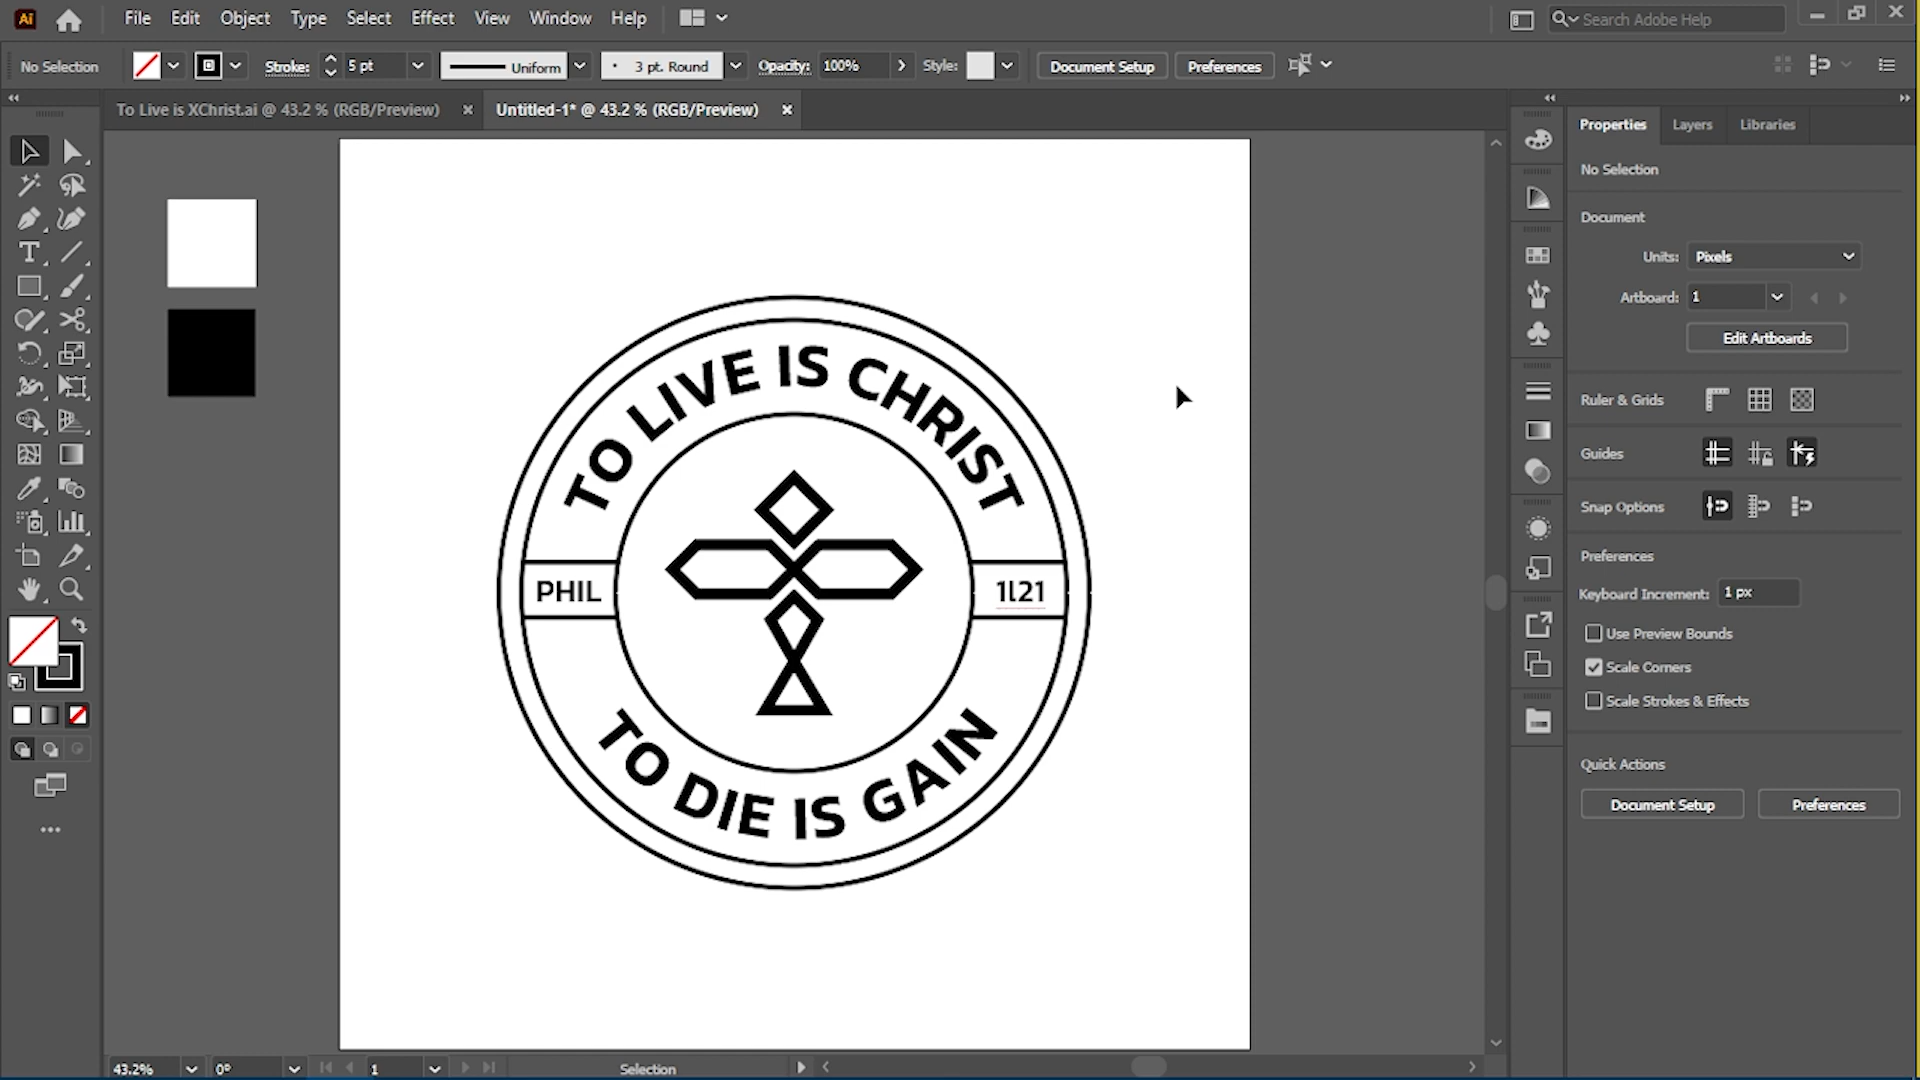 Ai File Edit Object Type Select Effect View Window Help Search Adobe Help
No Selection Stroke: 5 pt Uniform 3 pt. Round Opacity: 100% Style: Document Setup Preferences
To Live is XChrist.ai @ 43.2 % (RGB/Preview) Untitled-1* @ 43.2 % (RGB/Preview)
Properties Layers Libraries
No Selection
Document
Units: Pixels
Artboard: 1
Edit Artboards
Ruler & Grids
Guides
Snap Options
Preferences
Keyboard Increment: 1 px
Use Preview Bounds
Scale Corners
Scale Strokes & Effects
Quick Actions
Document Setup Preferences
TO LIVE IS CHRIST
PHIL 1l21
TO DIE IS GAIN
43.2% 0° 1 Selection